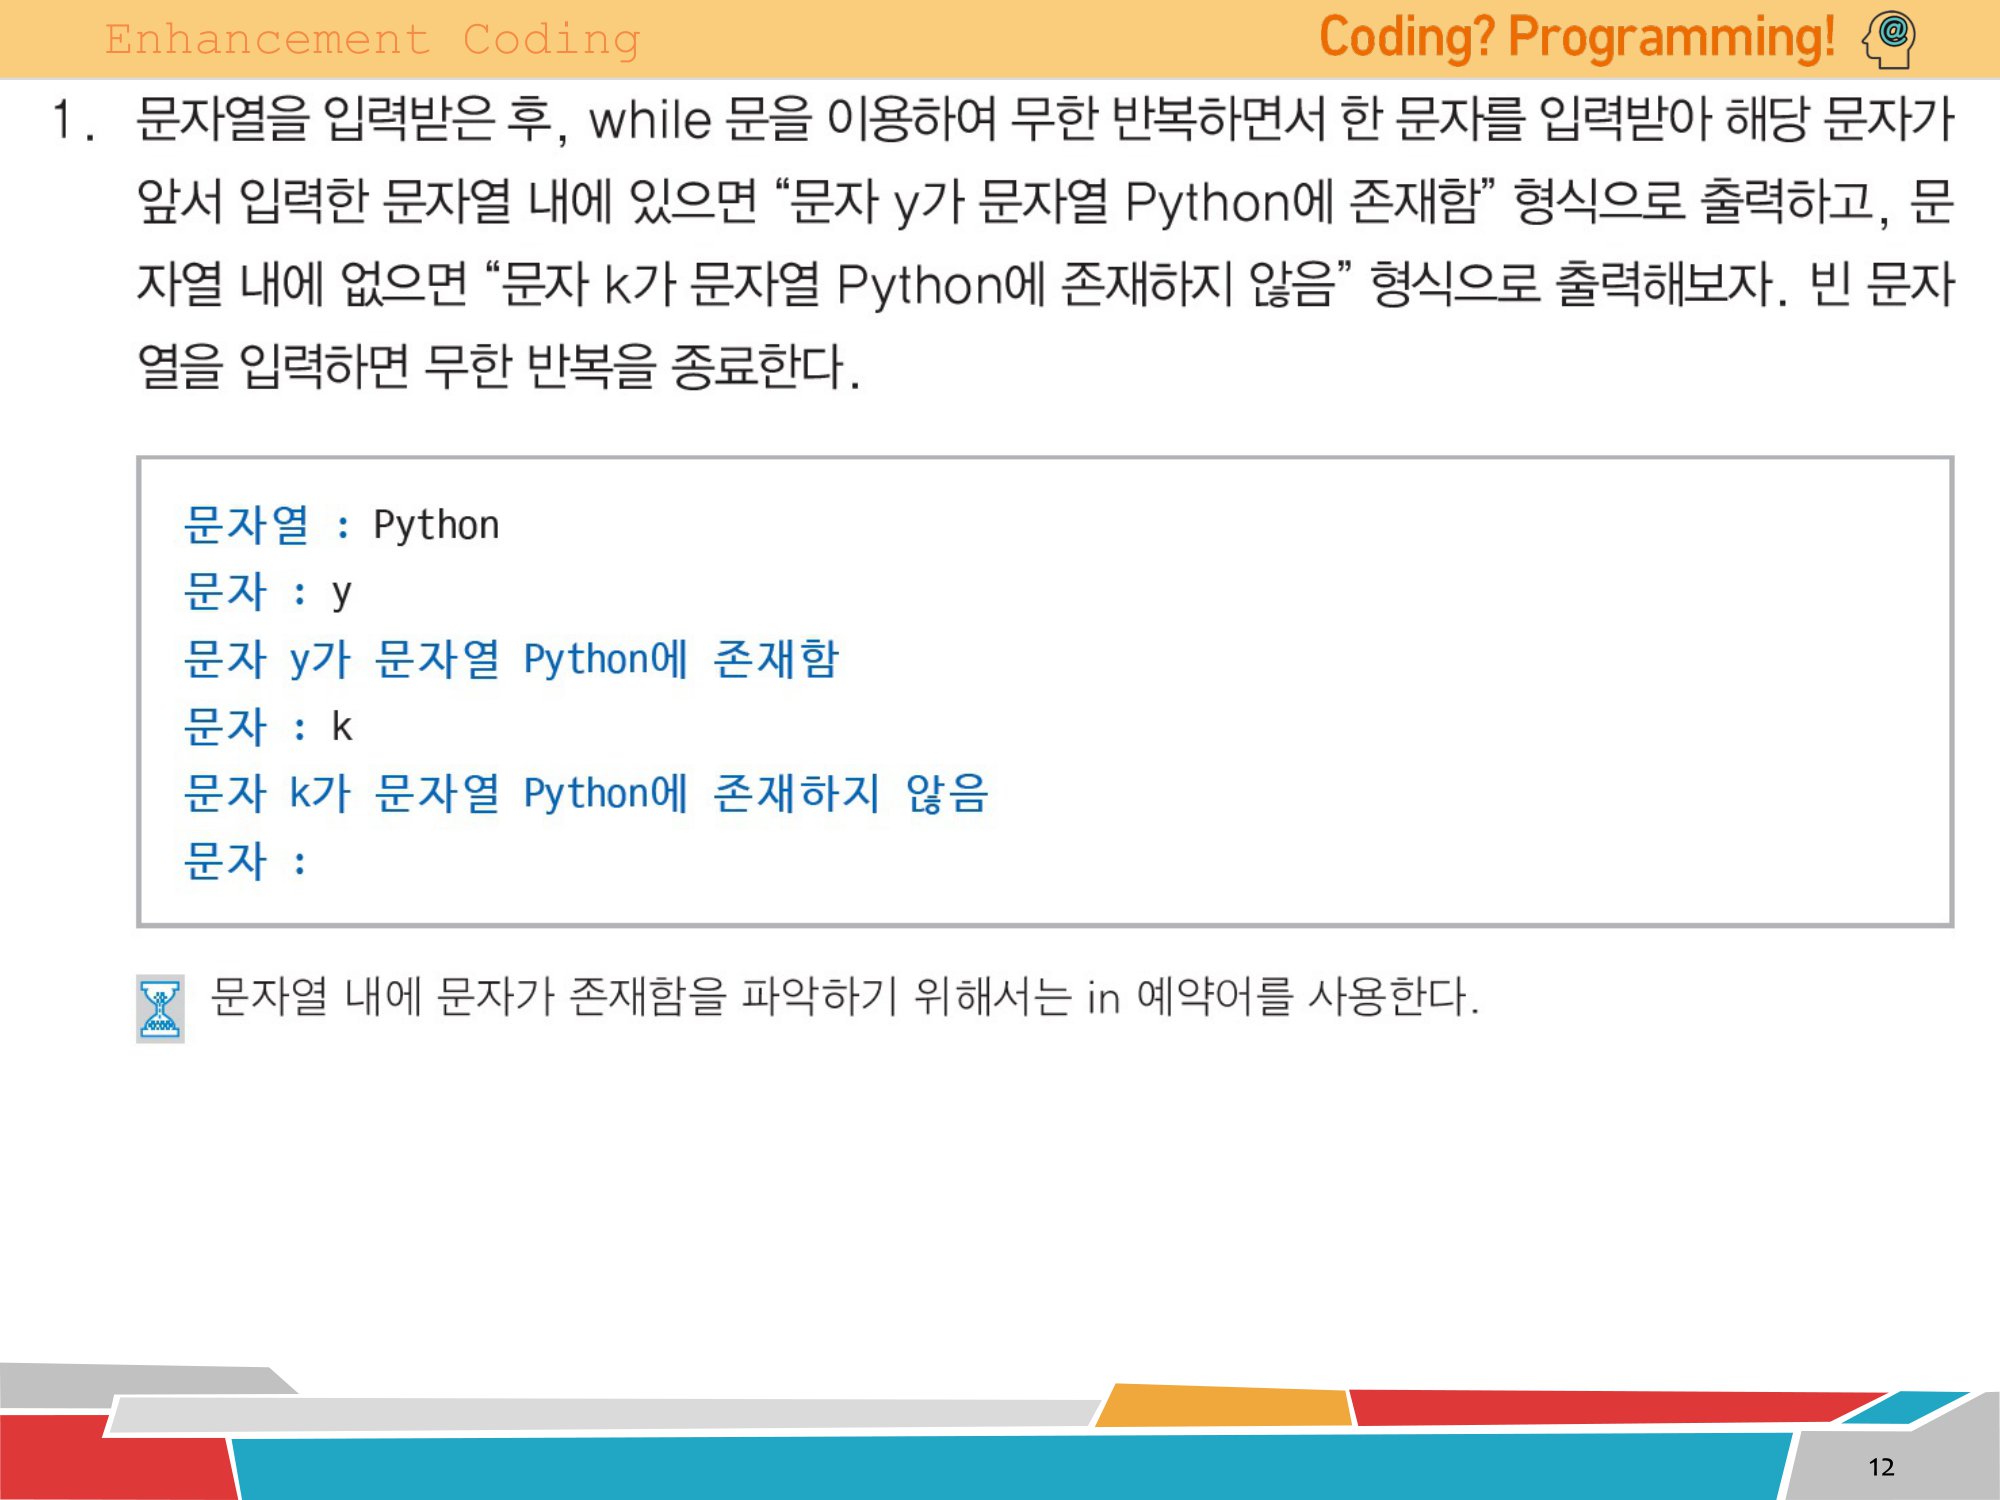 Enhancement Coding
Coding? Programming!
1. 문자열을 입력받은 후, while 문을 이용하여 무한 반복하면서 한 문자를 입력받아 해당 문자가
앞서 입력한 문자열 내에 있으면 “문자 y가 문자열 Python에 존재함” 형식으로 출력하고, 문
자열 내에 없으면 “문자 k가 문자열 Python에 존재하지 않음” 형식으로 출력해보자. 빈 문자
열을 입력하면 무한 반복을 종료한다.
문자열 : Python
문자 : y
문자 y가 문자열 Python에 존재함
문자 : k
문자 k가 문자열 Python에 존재하지 않음
문자 :
문자열 내에 문자가 존재함을 파악하기 위해서는 in 예약어를 사용한다.
12